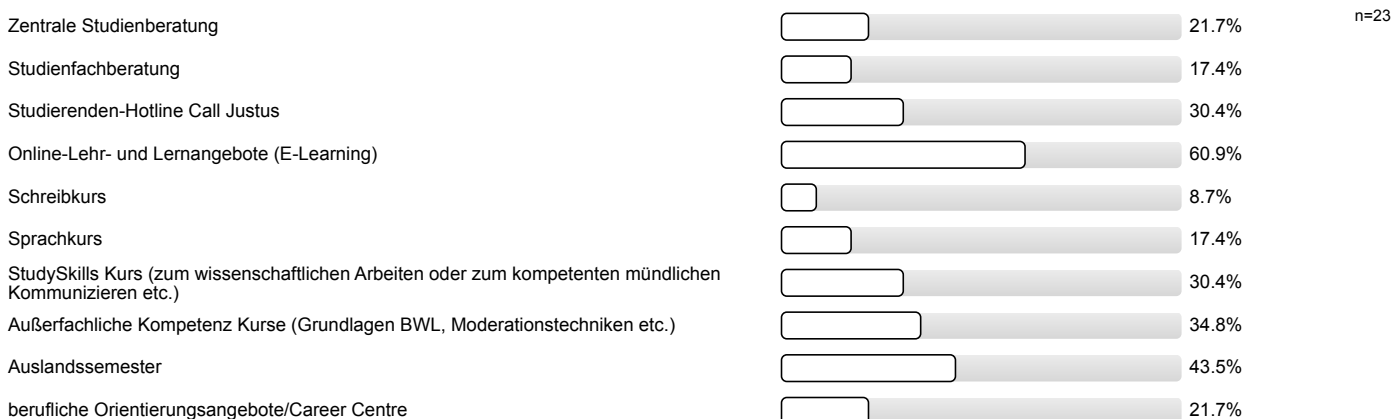 Zentrale Studienberatung 21.7% n=23
Studienfachberatung 17.4%
Studierenden-Hotline Call Justus 30.4%
Online-Lehr- und Lernangebote (E-Learning) 60.9%
Schreibkurs 8.7%
Sprachkurs 17.4%
StudySkills Kurs (zum wissenschaftlichen Arbeiten oder zum kompetenten mündlichen
Kommunizieren etc.) 30.4%
Außerfachliche Kompetenz Kurse (Grundlagen BWL, Moderationstechniken etc.) 34.8%
Auslandssemester 43.5%
berufliche Orientierungsangebote/Career Centre 21.7%